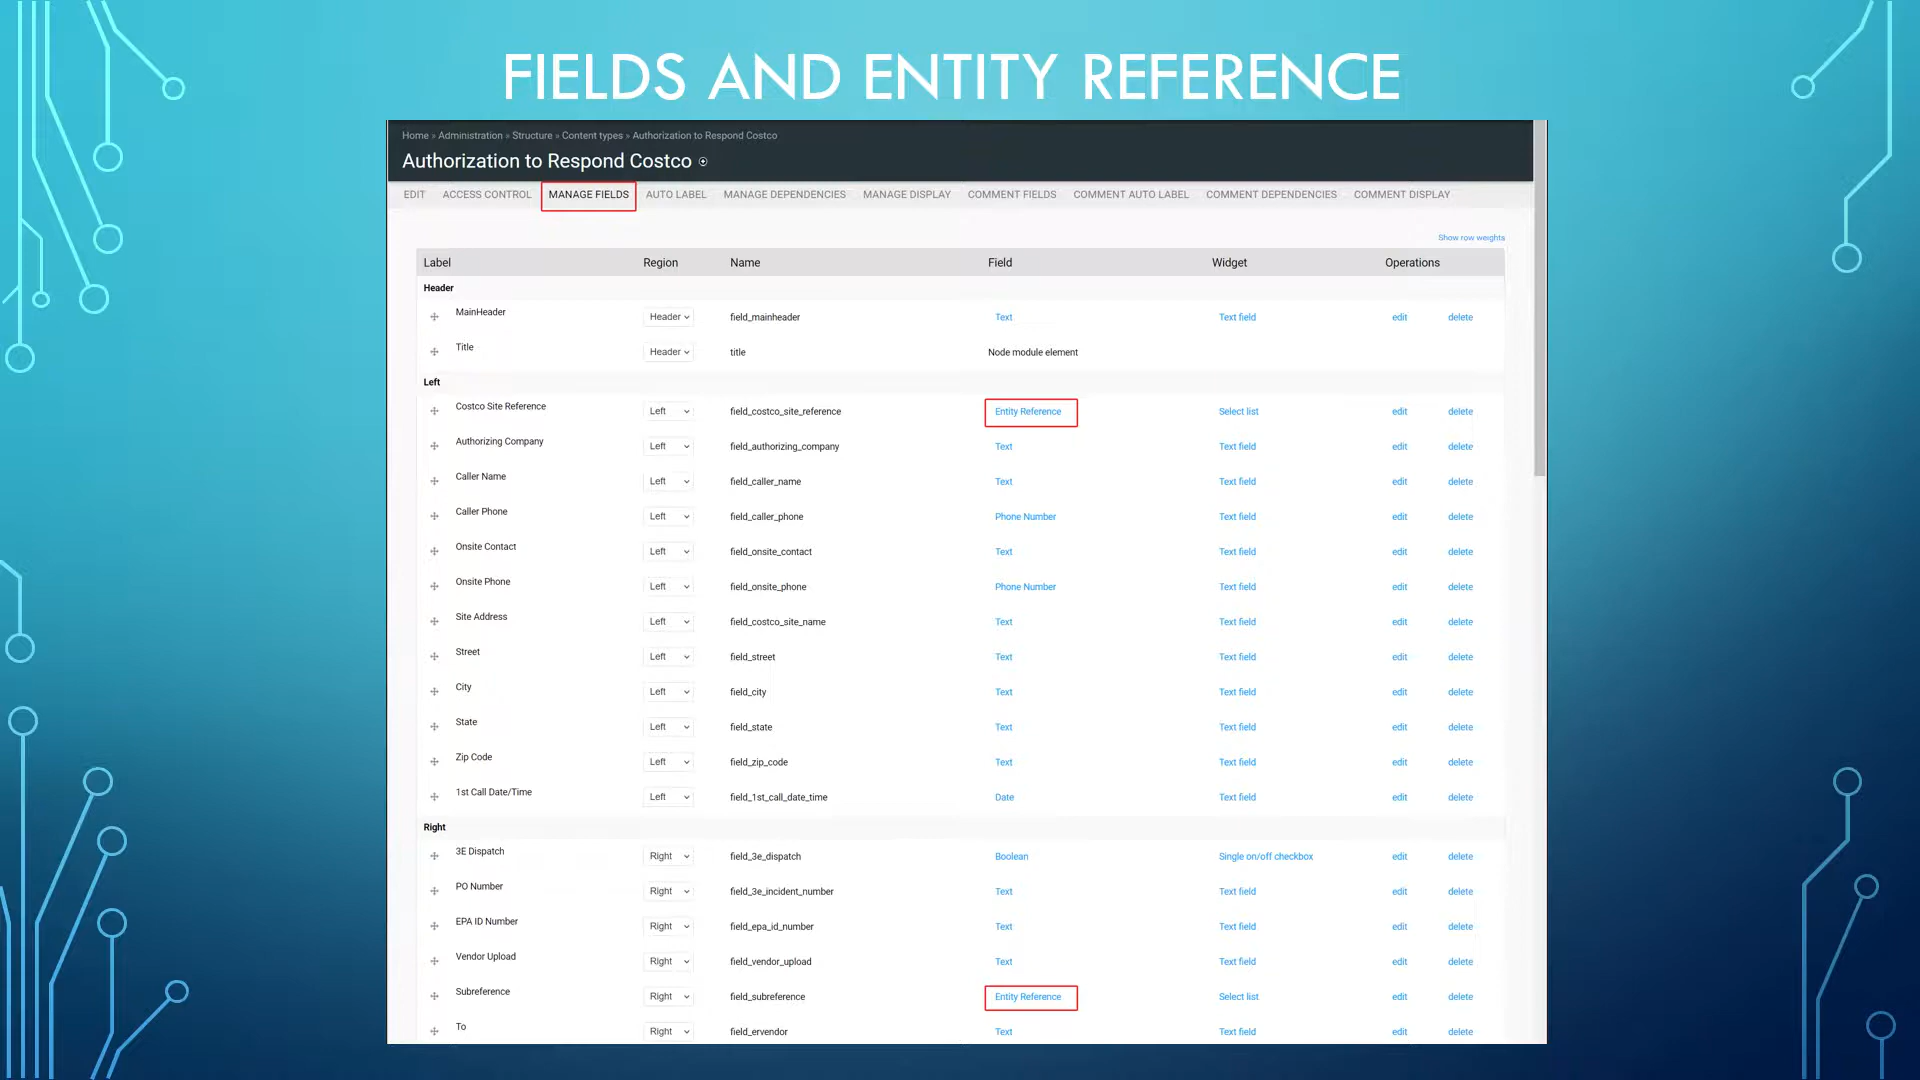 FIELDS AND ENTITY REFERENCE
Home » Administration » Structure » Content types » Authorization to Respond Costco
Authorization to Respond Costco
EDIT ACCESS CONTROL MANAGE FIELDS AUTO LABEL MANAGE DEPENDENCIES MANAGE DISPLAY COMMENT FIELDS COMMENT AUTO LABEL COMMENT DEPENDENCIES COMMENT DISPLAY
Show row weights
Label Region Name Field Widget Operations
Header
MainHeader Header field_mainheader Text Text field edit delete
Title Header title Node module element
Left
Costco Site Reference Left field_costco_site_reference Entity Reference Select list edit delete
Authorizing Company Left field_authorizing_company Text Text field edit delete
Caller Name Left field_caller_name Text Text field edit delete
Caller Phone Left field_caller_phone Phone Number Text field edit delete
Onsite Contact Left field_onsite_contact Text Text field edit delete
Onsite Phone Left field_onsite_phone Phone Number Text field edit delete
Site Address Left field_costco_site_name Text Text field edit delete
Street Left field_street Text Text field edit delete
City Left field_city Text Text field edit delete
State Left field_state Text Text field edit delete
Zip Code Left field_zip_code Text Text field edit delete
1st Call Date/Time Left field_1st_call_date_time Date Text field edit delete
Right
3E Dispatch Right field_3e_dispatch Boolean Single on/off checkbox edit delete
PO Number Right field_3e_incident_number Text Text field edit delete
EPA ID Number Right field_epa_id_number Text Text field edit delete
Vendor Upload Right field_vendor_upload Text Text field edit delete
Subreference Right field_subreference Entity Reference Select list edit delete
To Right field_ervendor Text Text field edit delete